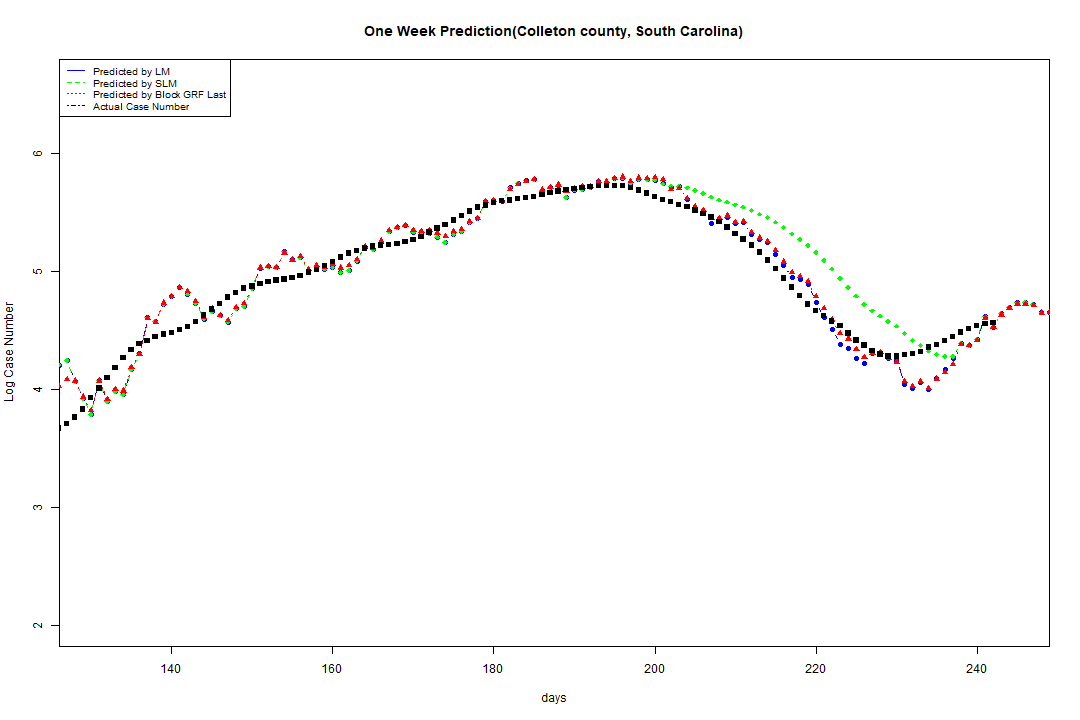 One Week Prediction(Colleton county, South Carolina)
Predicted by LM
Predicted by SLM
Predicted by Block GRF Last
Actual Case Number
6
5
4
3
2
Log Case Number
140
160
180
200
220
240
days